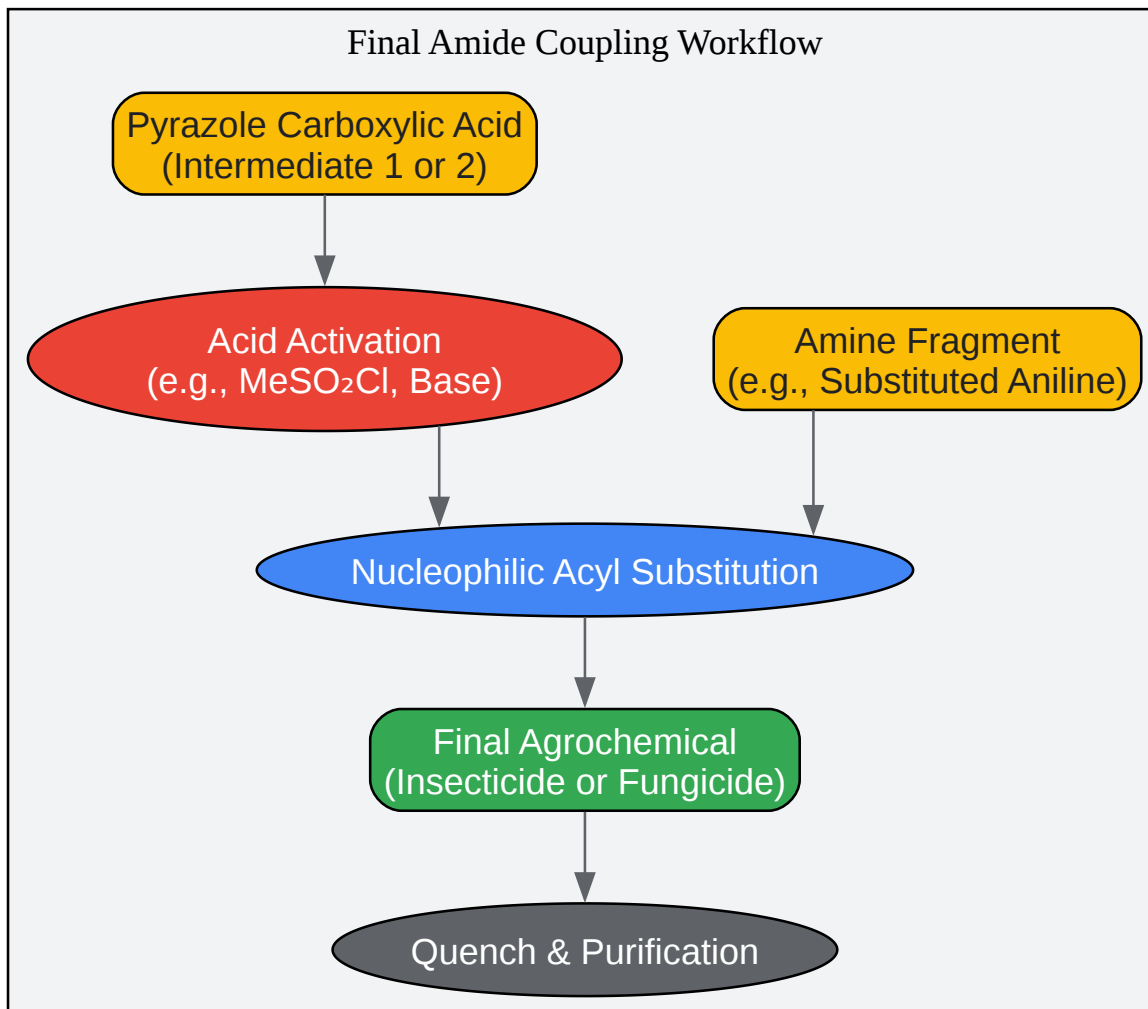 Final Amide Coupling Workflow
Pyrazole Carboxylic Acid
(Intermediate 1 or 2)
Acid Activation
(e.g., MeSO₂Cl, Base)
Amine Fragment
(e.g., Substituted Aniline)
Nucleophilic Acyl Substitution
Final Agrochemical
(Insecticide or Fungicide)
Quench & Purification